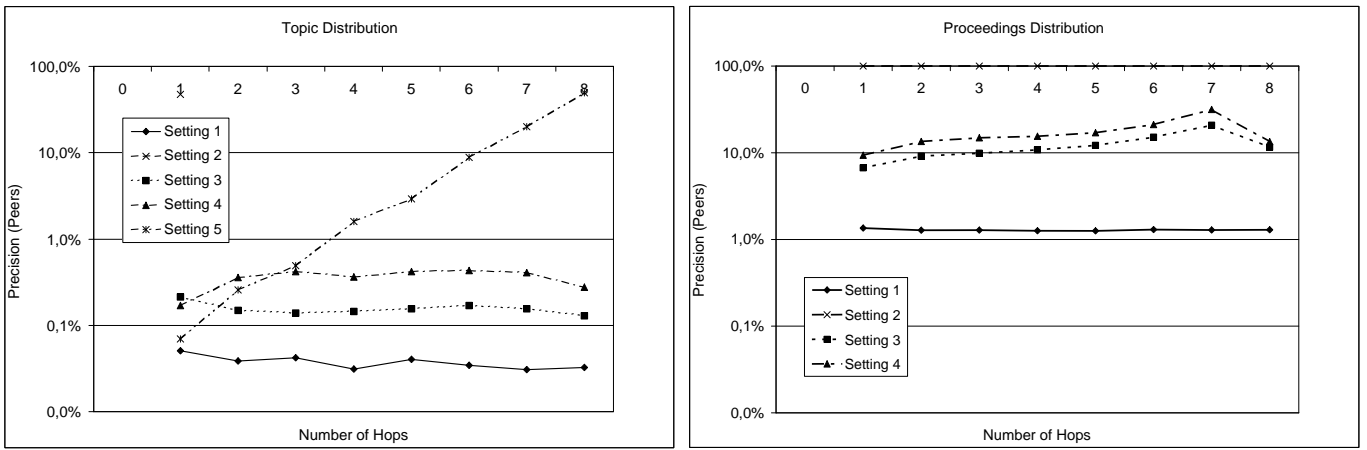 Topic Distribution
100,0%
10,0%
1,0%
0,1%
0,0%
0 1 2 3 4 5 6 7 8
Setting 1
Setting 2
Setting 3
Setting 4
Setting 5
Precision (Peers)
Number of Hops
Proceedings Distribution
100,0%
10,0%
1,0%
0,1%
0,0%
0 1 2 3 4 5 6 7 8
Setting 1
Setting 2
Setting 3
Setting 4
Precision (Peers)
Number of Hops